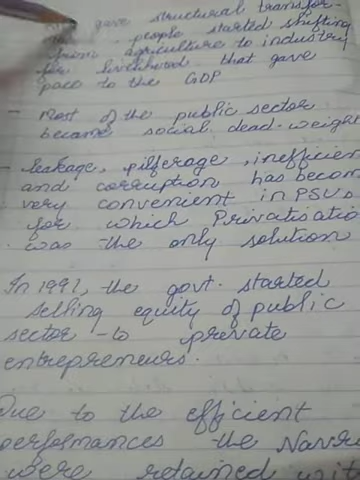 gave structural transfor-
people started shifting
from agriculture to industry
for livelihood that gave
pace to the GDP
- Most of the public sector
became social dead-weight
- leakage, pilferage, inefficien
and corruption has becom
very convenient in PSUs
for which Privatisatio
was the only solution
In 1991, the govt. started
selling equity of public
sector to private
entrepreneurs.
Due to the efficient
performances the Navr
were retained wit